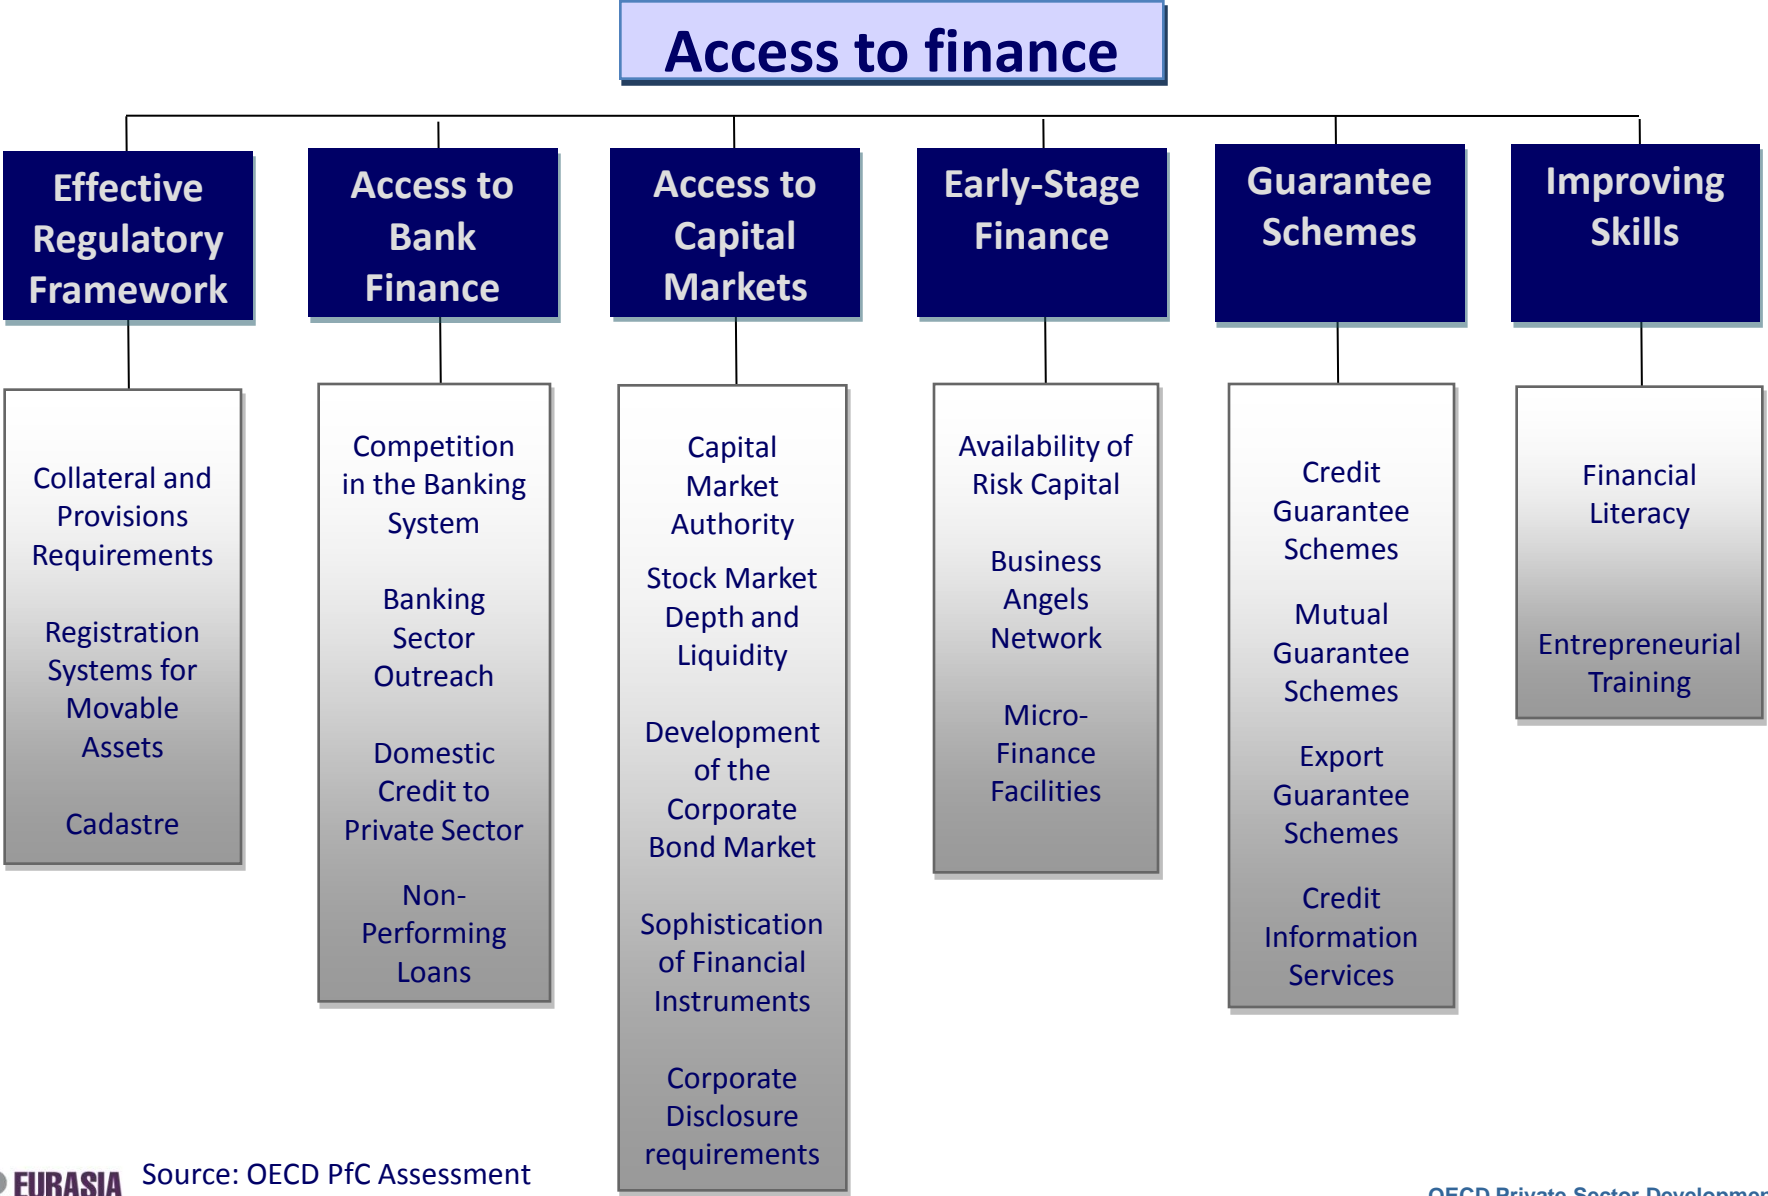 Access to finance
Effective
Regulatory
Framework
Access to
Bank
Finance
Access to
Capital
Markets
Early-Stage
Finance
Guarantee
Schemes
Improving
Skills
Collateral and
Provisions
Requirements
Registration
Systems for
Movable
Assets
Cadastre
Competition
in the Banking
System
Banking
Sector
Outreach
Domestic
Credit to
Private Sector
Non-
Performing
Loans
Capital
Market
Authority
Stock Market
Depth and
Liquidity
Development
of the
Corporate
Bond Market
Sophistication
of Financial
Instruments
Corporate
Disclosure
requirements
Availability of
Risk Capital
Business
Angels
Network
Micro-
Finance
Facilities
Credit
Guarantee
Schemes
Mutual
Guarantee
Schemes
Export
Guarantee
Schemes
Credit
Information
Services
Financial
Literacy
Entrepreneurial
Training
EURASIA
Source: OECD PfC Assessment
OECD Private Sector Developmen